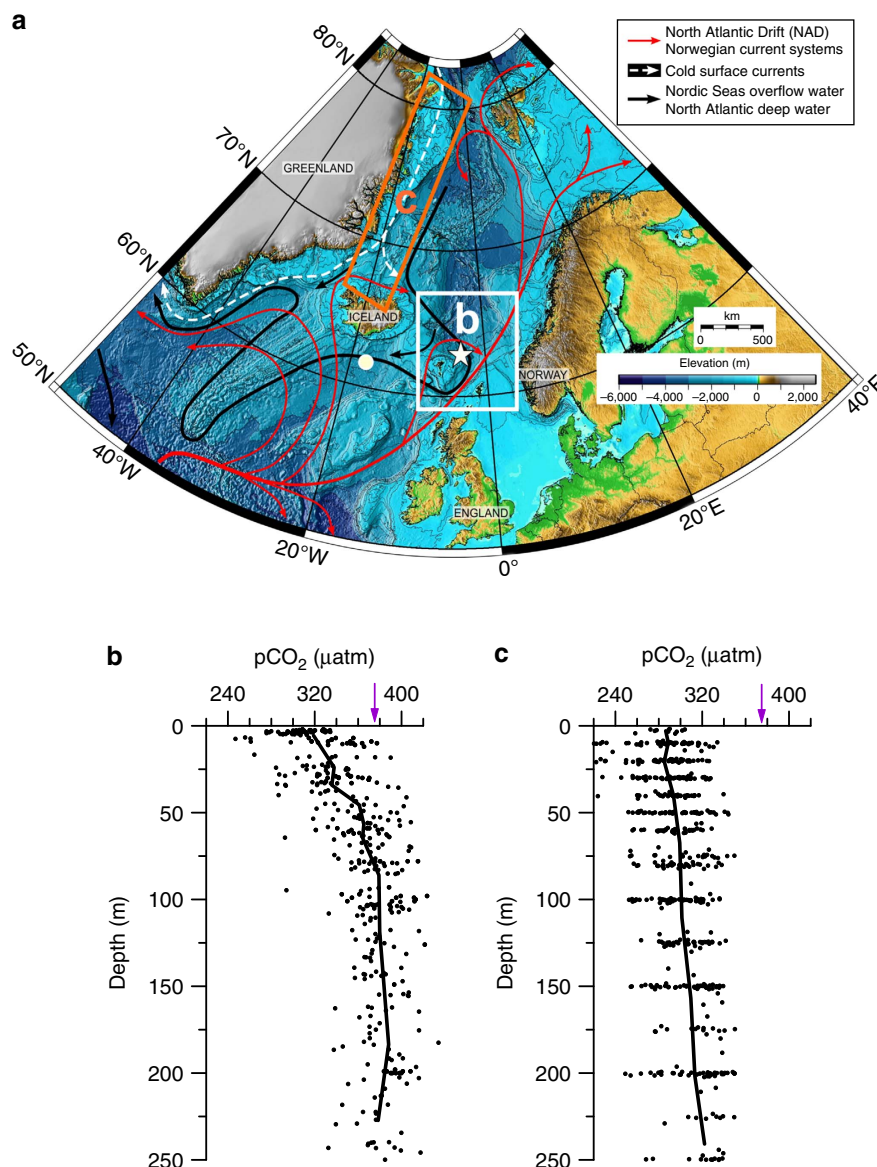 a
North Atlantic Drift (NAD)
Norwegian current systems
Cold surface currents
Nordic Seas overflow water
North Atlantic deep water
80°N
70°N
60°N
50°N
GREENLAND
c
ICELAND
b
NORWAY
ENGLAND
km
0 500
Elevation (m)
−6,000 −4,000 −2,000 0 2,000
40°W
20°W
0°
20°E
40°E
b
pCO₂ (μatm)
240 320 400
Depth (m)
0
50
100
150
200
250
c
pCO₂ (μatm)
240 320 400
Depth (m)
0
50
100
150
200
250